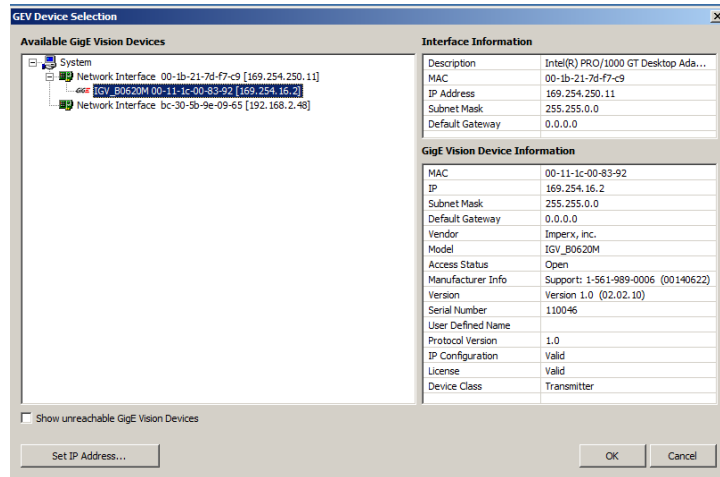 GEV Device Selection
Available GigE Vision Devices
System
Network Interface 00-1b-21-7d-f7-c9 [169.254.250.11]
GigE IGV_B0620M 00-11-1c-00-83-92 [169.254.16.2]
Network Interface bc-30-5b-9e-09-65 [192.168.2.48]
Show unreachable GigE Vision Devices
Set IP Address...
Interface Information
Description Intel(R) PRO/1000 GT Desktop Ada...
MAC 00-1b-21-7d-f7-c9
IP Address 169.254.250.11
Subnet Mask 255.255.0.0
Default Gateway 0.0.0.0
GigE Vision Device Information
MAC 00-11-1c-00-83-92
IP 169.254.16.2
Subnet Mask 255.255.0.0
Default Gateway 0.0.0.0
Vendor Imperx, inc.
Model IGV_B0620M
Access Status Open
Manufacturer Info Support: 1-561-989-0006 (00140622)
Version Version 1.0 (02.02.10)
Serial Number 110046
User Defined Name
Protocol Version 1.0
IP Configuration Valid
License Valid
Device Class Transmitter
OK Cancel